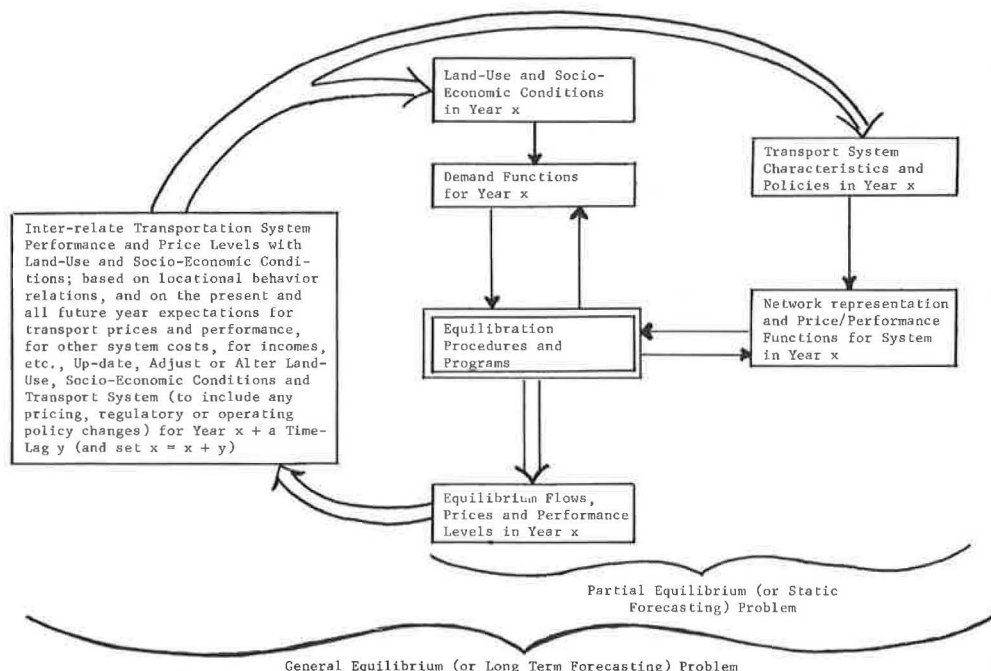 Land-Use and Socio-
Economic Conditions
in Year x
Transport System
Characteristics and
Policies in Year x
Demand Functions
for Year x
Inter-relate Transportation System
Performance and Price Levels with
Land-Use and Socio-Economic Condi-
tions; based on locational behavior
relations, and on the present and
all future year expectations for
transport prices and performance,
for other system costs, for incomes,
etc., Up-date, Adjust or Alter Land-
Use, Socio-Economic Conditions and
Transport System (to include any
pricing, regulatory or operating
policy changes) for Year x + a Time-
Lag y (and set x = x + y)
Network representation
and Price/Performance
Functions for System
in Year x
Equilibration
Procedures and
Programs
Equilibrium Flows,
Prices and Performance
Levels in Year x
Partial Equilibrium (or Static
Forecasting) Problem
General Equilibrium (or Long Term Forecasting) Problem